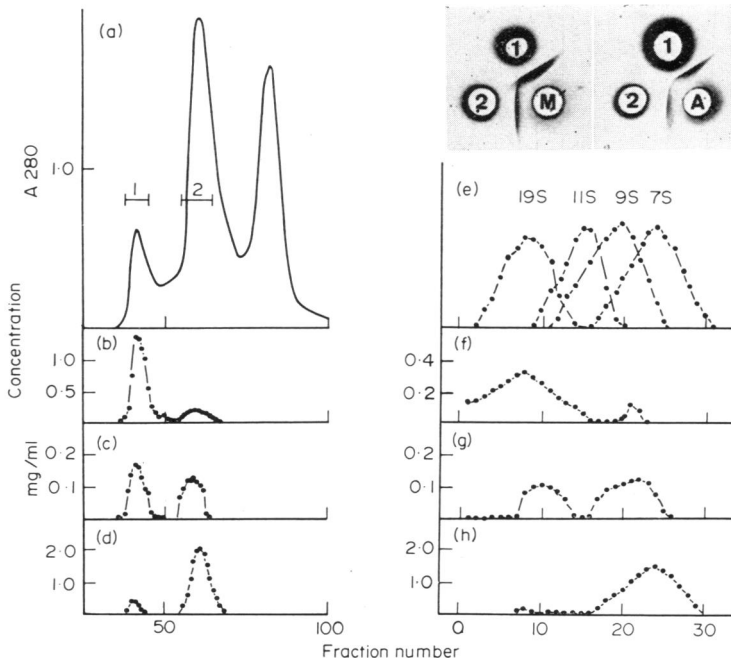 (a)
A 280
1·0
1
2
1
2
M
1
2
A
(e)
19S 11S 9S 7S
Concentration
mg/ml
(b)
1·0
0·5
(c)
0·2
0·1
(d)
2·0
1·0
50
100
(f)
0·4
0·2
(g)
0·2
0·1
(h)
2·0
1·0
Q
10
20
30
Fraction number